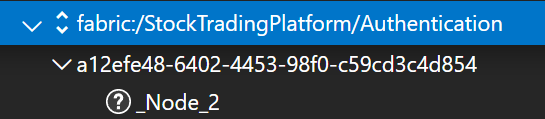 fabric:/StockTradingPlatform/Authentication
a12efe48-6402-4453-98f0-c59cd3c4d854
_Node_2